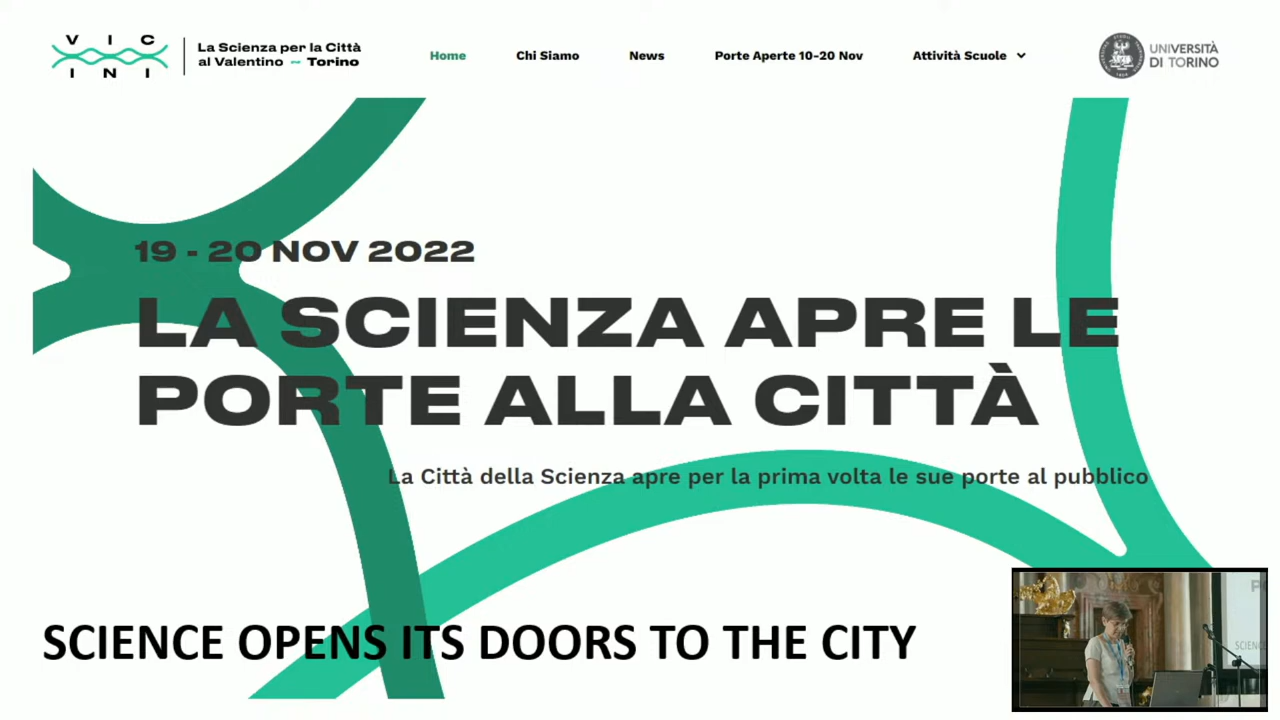 VIC
INI
La Scienza per la Città
al Valentino ~ Torino
Home
Chi Siamo
News
Porte Aperte 10-20 Nov
Attività Scuole
UNIVERSITÀ
DI TORINO
19 - 20 NOV 2022
LA SCIENZA APRE LE
PORTE ALLA CITTÀ
La Città della Scienza apre per la prima volta le sue porte al pubblico
SCIENCE OPENS ITS DOORS TO THE CITY